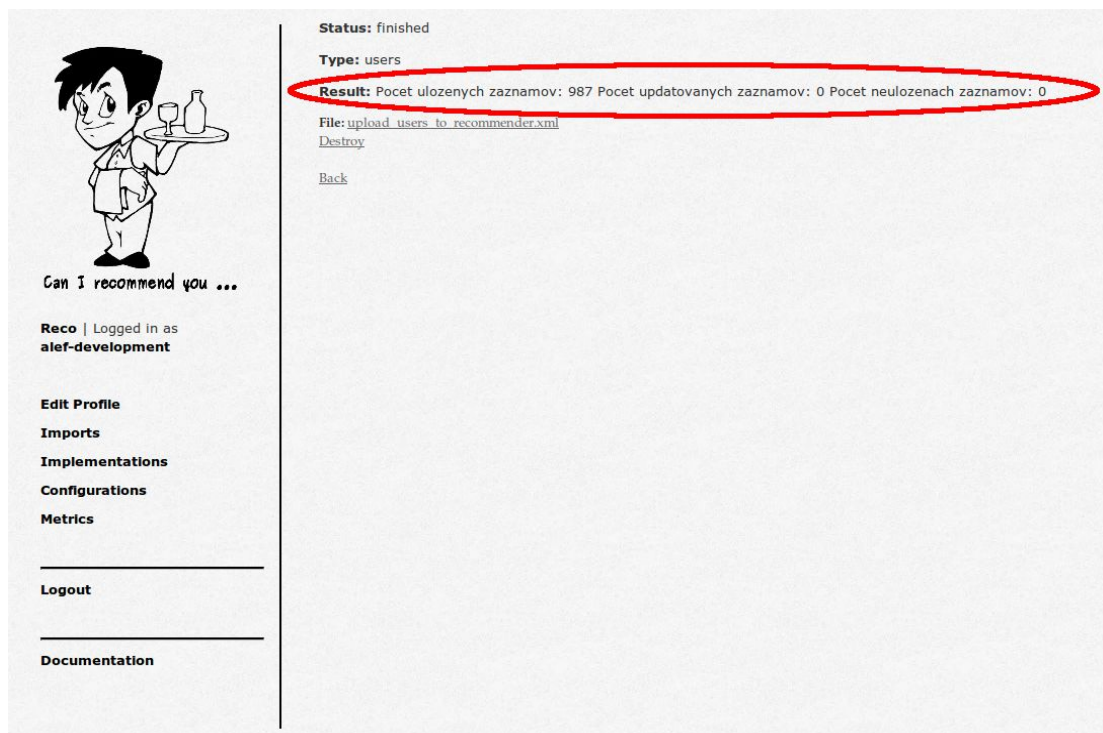 Status: finished
Type: users
Result: Pocet ulozenych zaznamov: 987 Pocet updatovanych zaznamov: 0 Pocet neulozenach zaznamov: 0
File: upload_users_to_recommender.xml
Destroy
Back
Can I recommend you ...
Reco | Logged in as
alef-development
Edit Profile
Imports
Implementations
Configurations
Metrics
Logout
Documentation